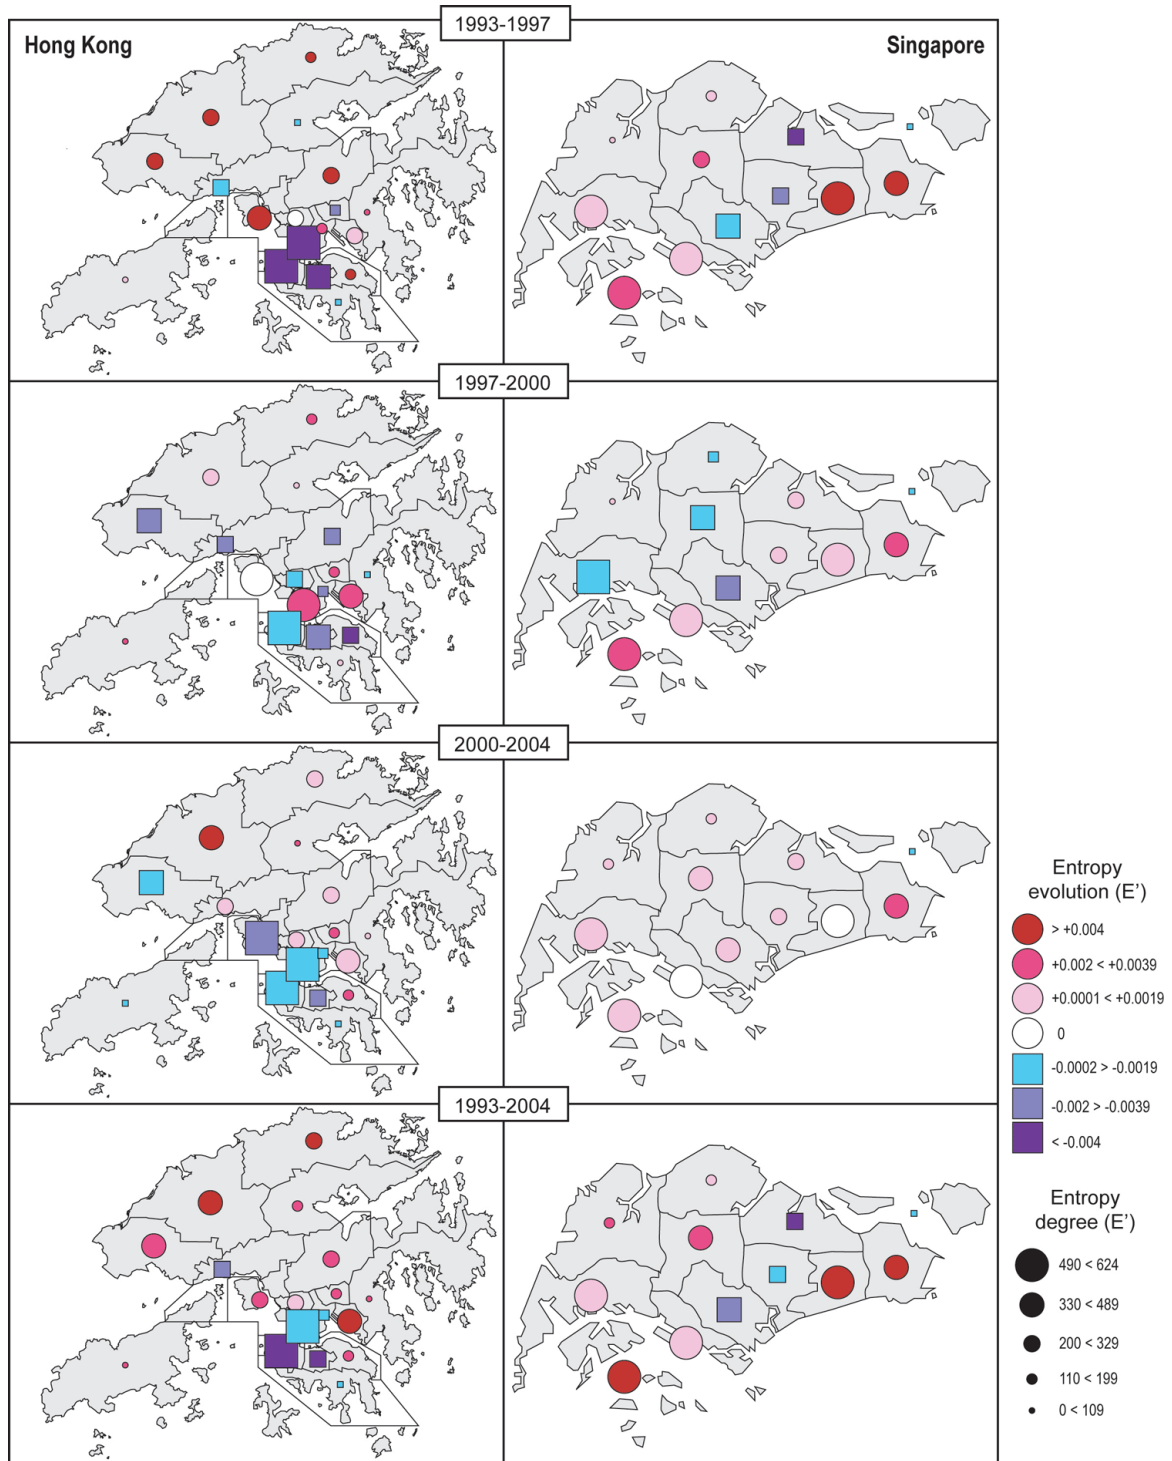 1993-1997
Hong Kong
Singapore
1997-2000
2000-2004
1993-2004
Entropy
evolution (E')
> +0.004
+0.002 < +0.0039
+0.0001 < +0.0019
0
-0.0002 > -0.0019
-0.002 > -0.0039
< -0.004
Entropy
degree (E')
490 < 624
330 < 489
200 < 329
110 < 199
0 < 109